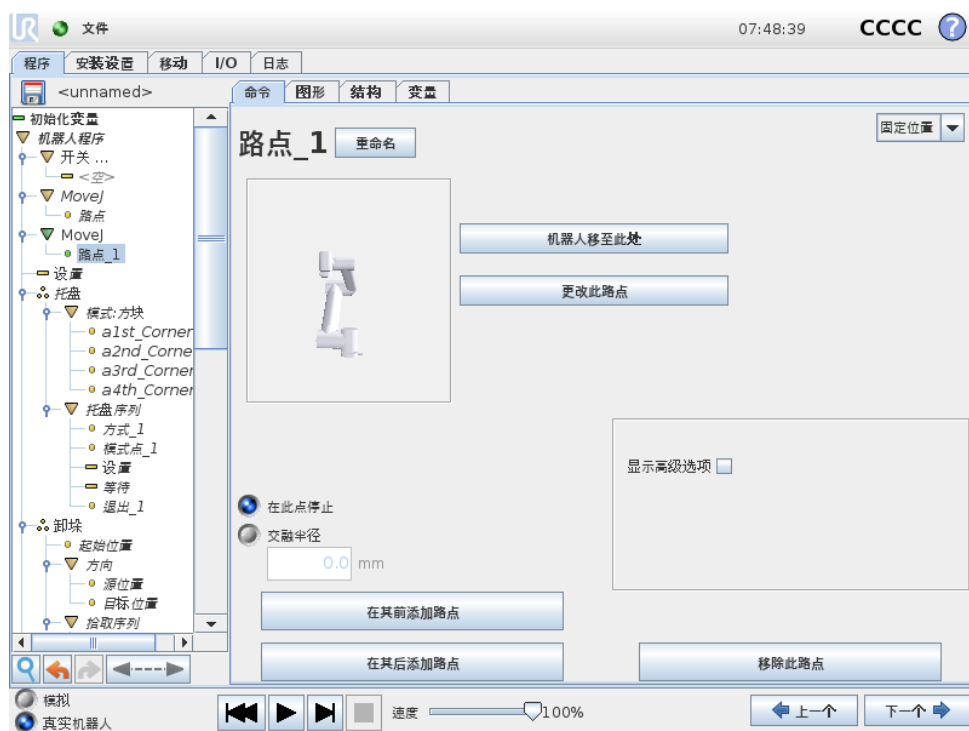 UR 文件 07:48:39 CCCC ?
程序 安装设置 移动 I/O 日志
<unnamed>
命令 图形 结构 变量
初始化变量
机器人程序
开关 ...
<空>
MoveJ
路点
MoveJ
路点_1
设置
托盘
模式:方块
a1st_Corner
a2nd_Corne
a3rd_Corner
a4th_Corner
托盘序列
方式_1
模式点_1
设置
等待
退出_1
卸垛
起始位置
方向
源位置
目标位置
拾取序列
路点_1
重命名
固定位置
机器人移至此处
更改此路点
显示高级选项
在此点停止
交融半径
0.0 mm
在其前添加路点
在其后添加路点
移除此路点
模拟
真实机器人
速度
100%
上一个
下一个